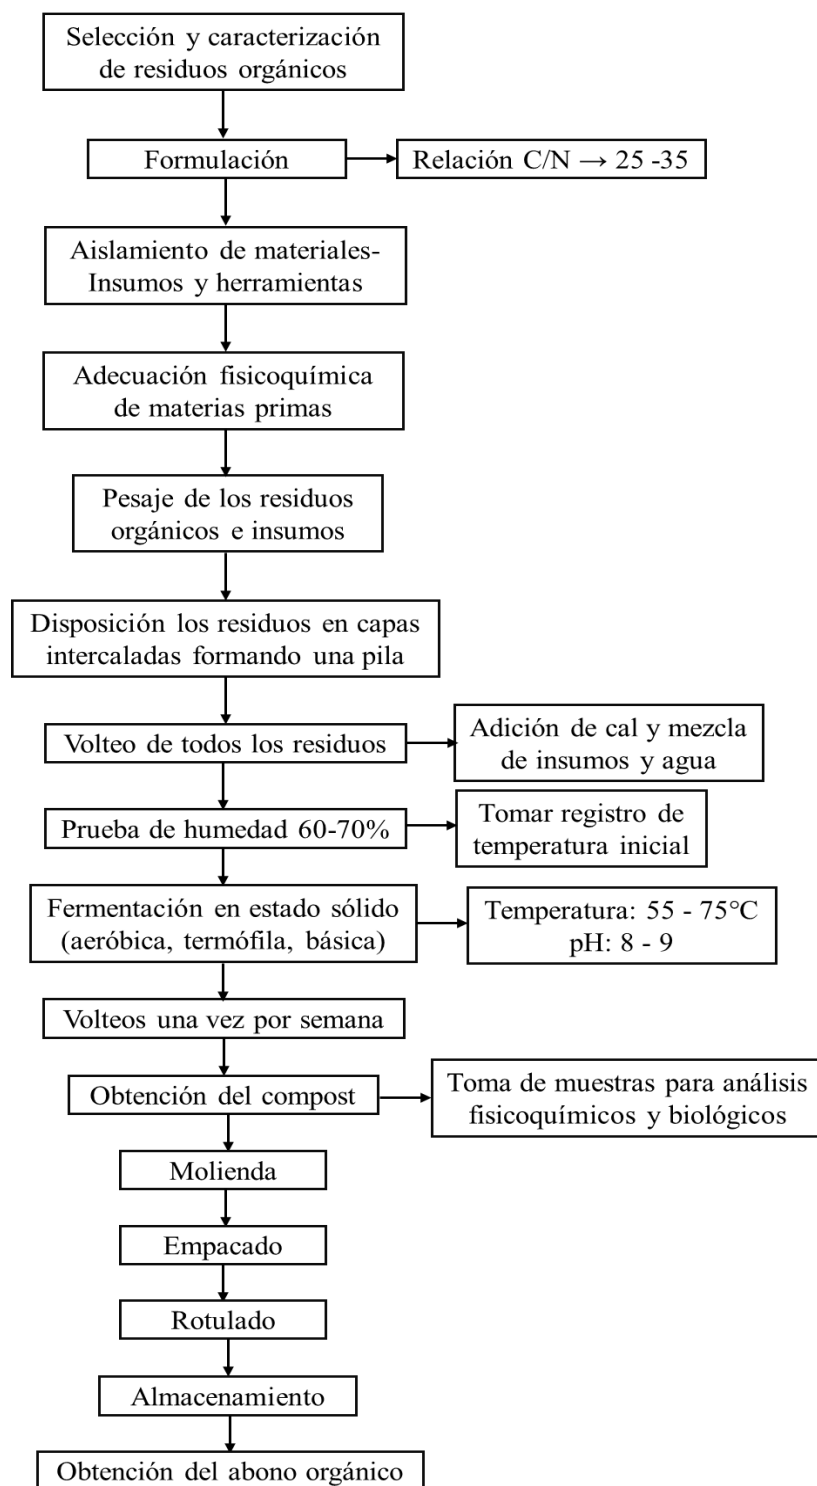 Selección y caracterización
de residuos orgánicos
Formulación
Relación C/N → 25 -35
Aislamiento de materiales-
Insumos y herramientas
Adecuación fisicoquímica
de materias primas
Pesaje de los residuos
orgánicos e insumos
Disposición los residuos en capas
intercaladas formando una pila
Volteo de todos los residuos
Adición de cal y mezcla
de insumos y agua
Prueba de humedad 60-70%
Tomar registro de
temperatura inicial
Fermentación en estado sólido
(aeróbica, termófila, básica)
Temperatura: 55 - 75°C
pH: 8 - 9
Volteos una vez por semana
Obtención del compost
Toma de muestras para análisis
fisicoquímicos y biológicos
Molienda
Empacado
Rotulado
Almacenamiento
Obtención del abono orgánico